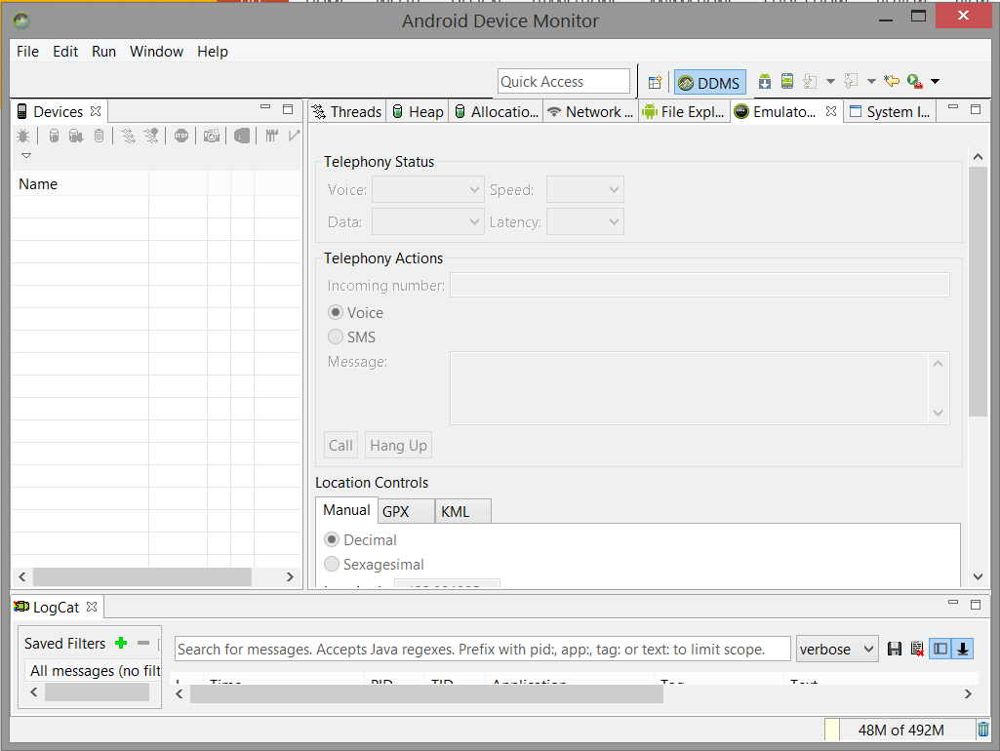 Android Device Monitor
File Edit Run Window Help
Quick Access
DDMS
Devices
Threads Heap Allocatio... Network ... File Expl... Emulato... System I...
Name
Telephony Status
Voice: Speed:
Data: Latency:
Telephony Actions
Incoming number:
Voice
SMS
Message:
Call Hang Up
Location Controls
Manual GPX KML
Decimal
Sexagesimal
LogCat
Saved Filters
All messages (no filt
Search for messages. Accepts Java regexes. Prefix with pid:, app:, tag: or text: to limit scope.
verbose
Time PID TID Application Tag Text
48M of 492M